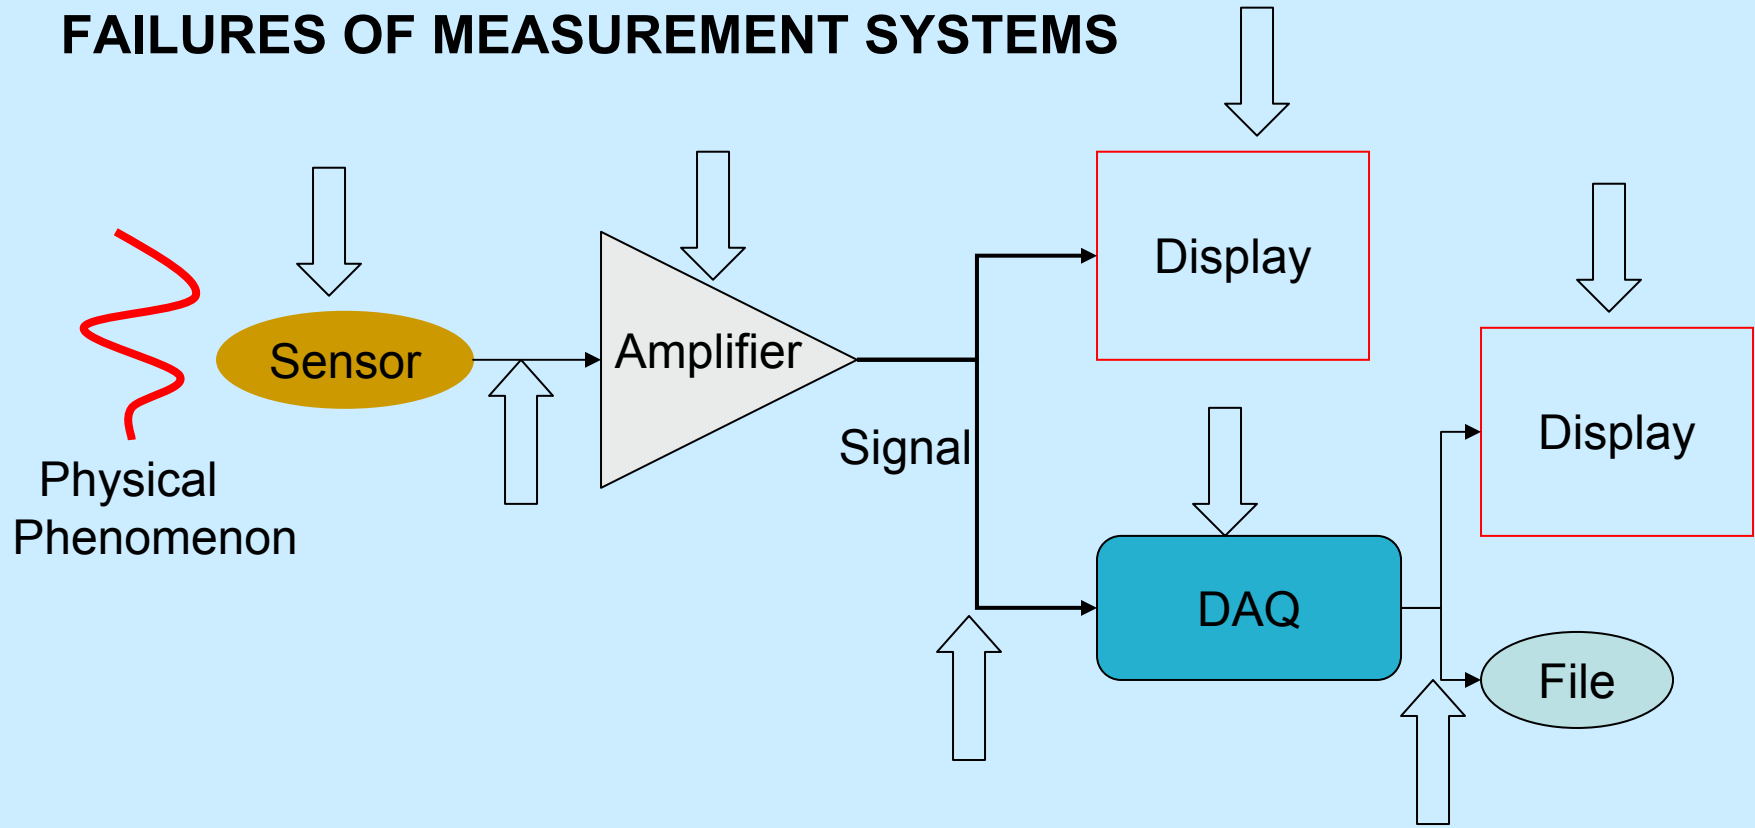 FAILURES OF MEASUREMENT SYSTEMS
Display
Sensor
Amplifier
Display
Signal
Physical
Phenomenon
DAQ
File